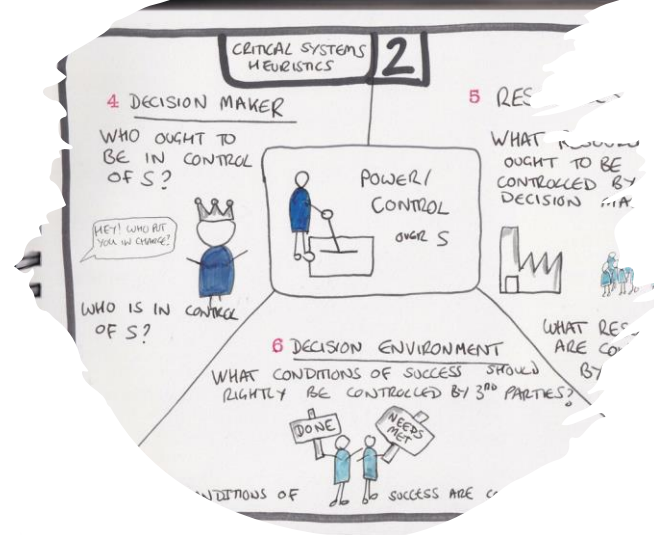 CRITICAL SYSTEMS
HEURISTICS
2
4 DECISION MAKER
WHO OUGHT TO
BE IN CONTROL
OF S?
HEY! WHO PUT
YOU IN CHARGE?
WHO IS IN CONTROL
OF S?
POWER/
CONTROL
OVER S
5
WHAT
OUGHT TO BE
CONTROLLED BY
DECISION
WHAT
ARE
BY
6 DECISION ENVIRONMENT
WHAT CONDITIONS OF SUCCESS SHOULD
RIGHTLY BE CONTROLLED BY 3RD PARTIES?
DONE
NEEDS
MET
OF SUCCESS ARE